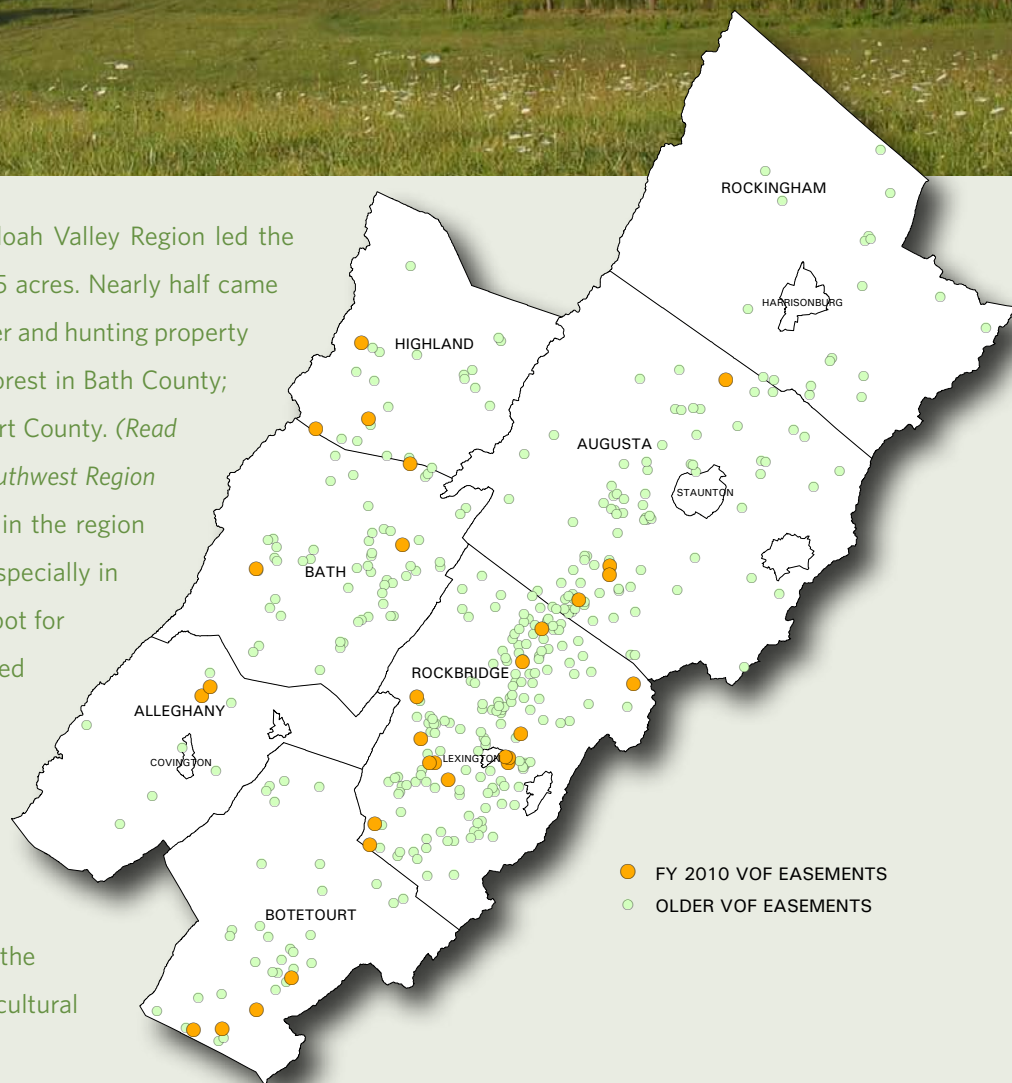 loah Valley Region led the
5 acres. Nearly half came
er and hunting property
orest in Bath County;
rt County. (Read
uthwest Region
in the region
specially in
pot for
ed
the
cultural
ROCKINGHAM
HARRISONBURG
HIGHLAND
AUGUSTA
STAUNTON
BATH
ROCKBRIDGE
ALLEGHANY
COVINGTON
LEXINGTON
BOTETOURT
FY 2010 VOF EASEMENTS
OLDER VOF EASEMENTS